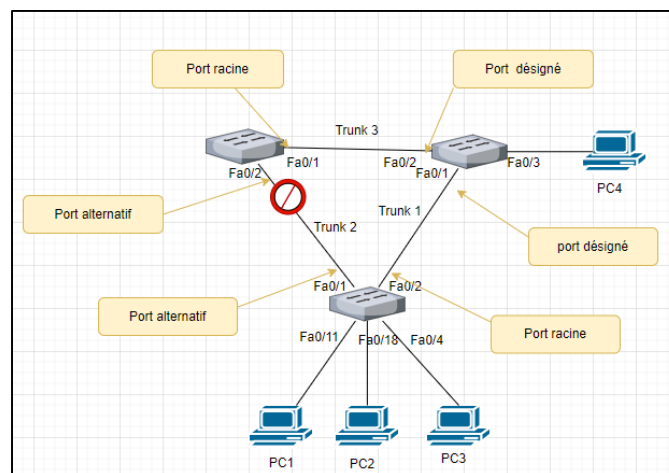 Port racine
Port désigné
Trunk 3
Fa0/1
Fa0/2
Fa0/3
Fa0/2
Fa0/1
PC4
Port alternatif
Trunk 1
Trunk 2
port désigné
Fa0/1
Fa0/2
Port alternatif
Port racine
Fa0/11
Fa0/18
Fa0/4
PC1
PC2
PC3